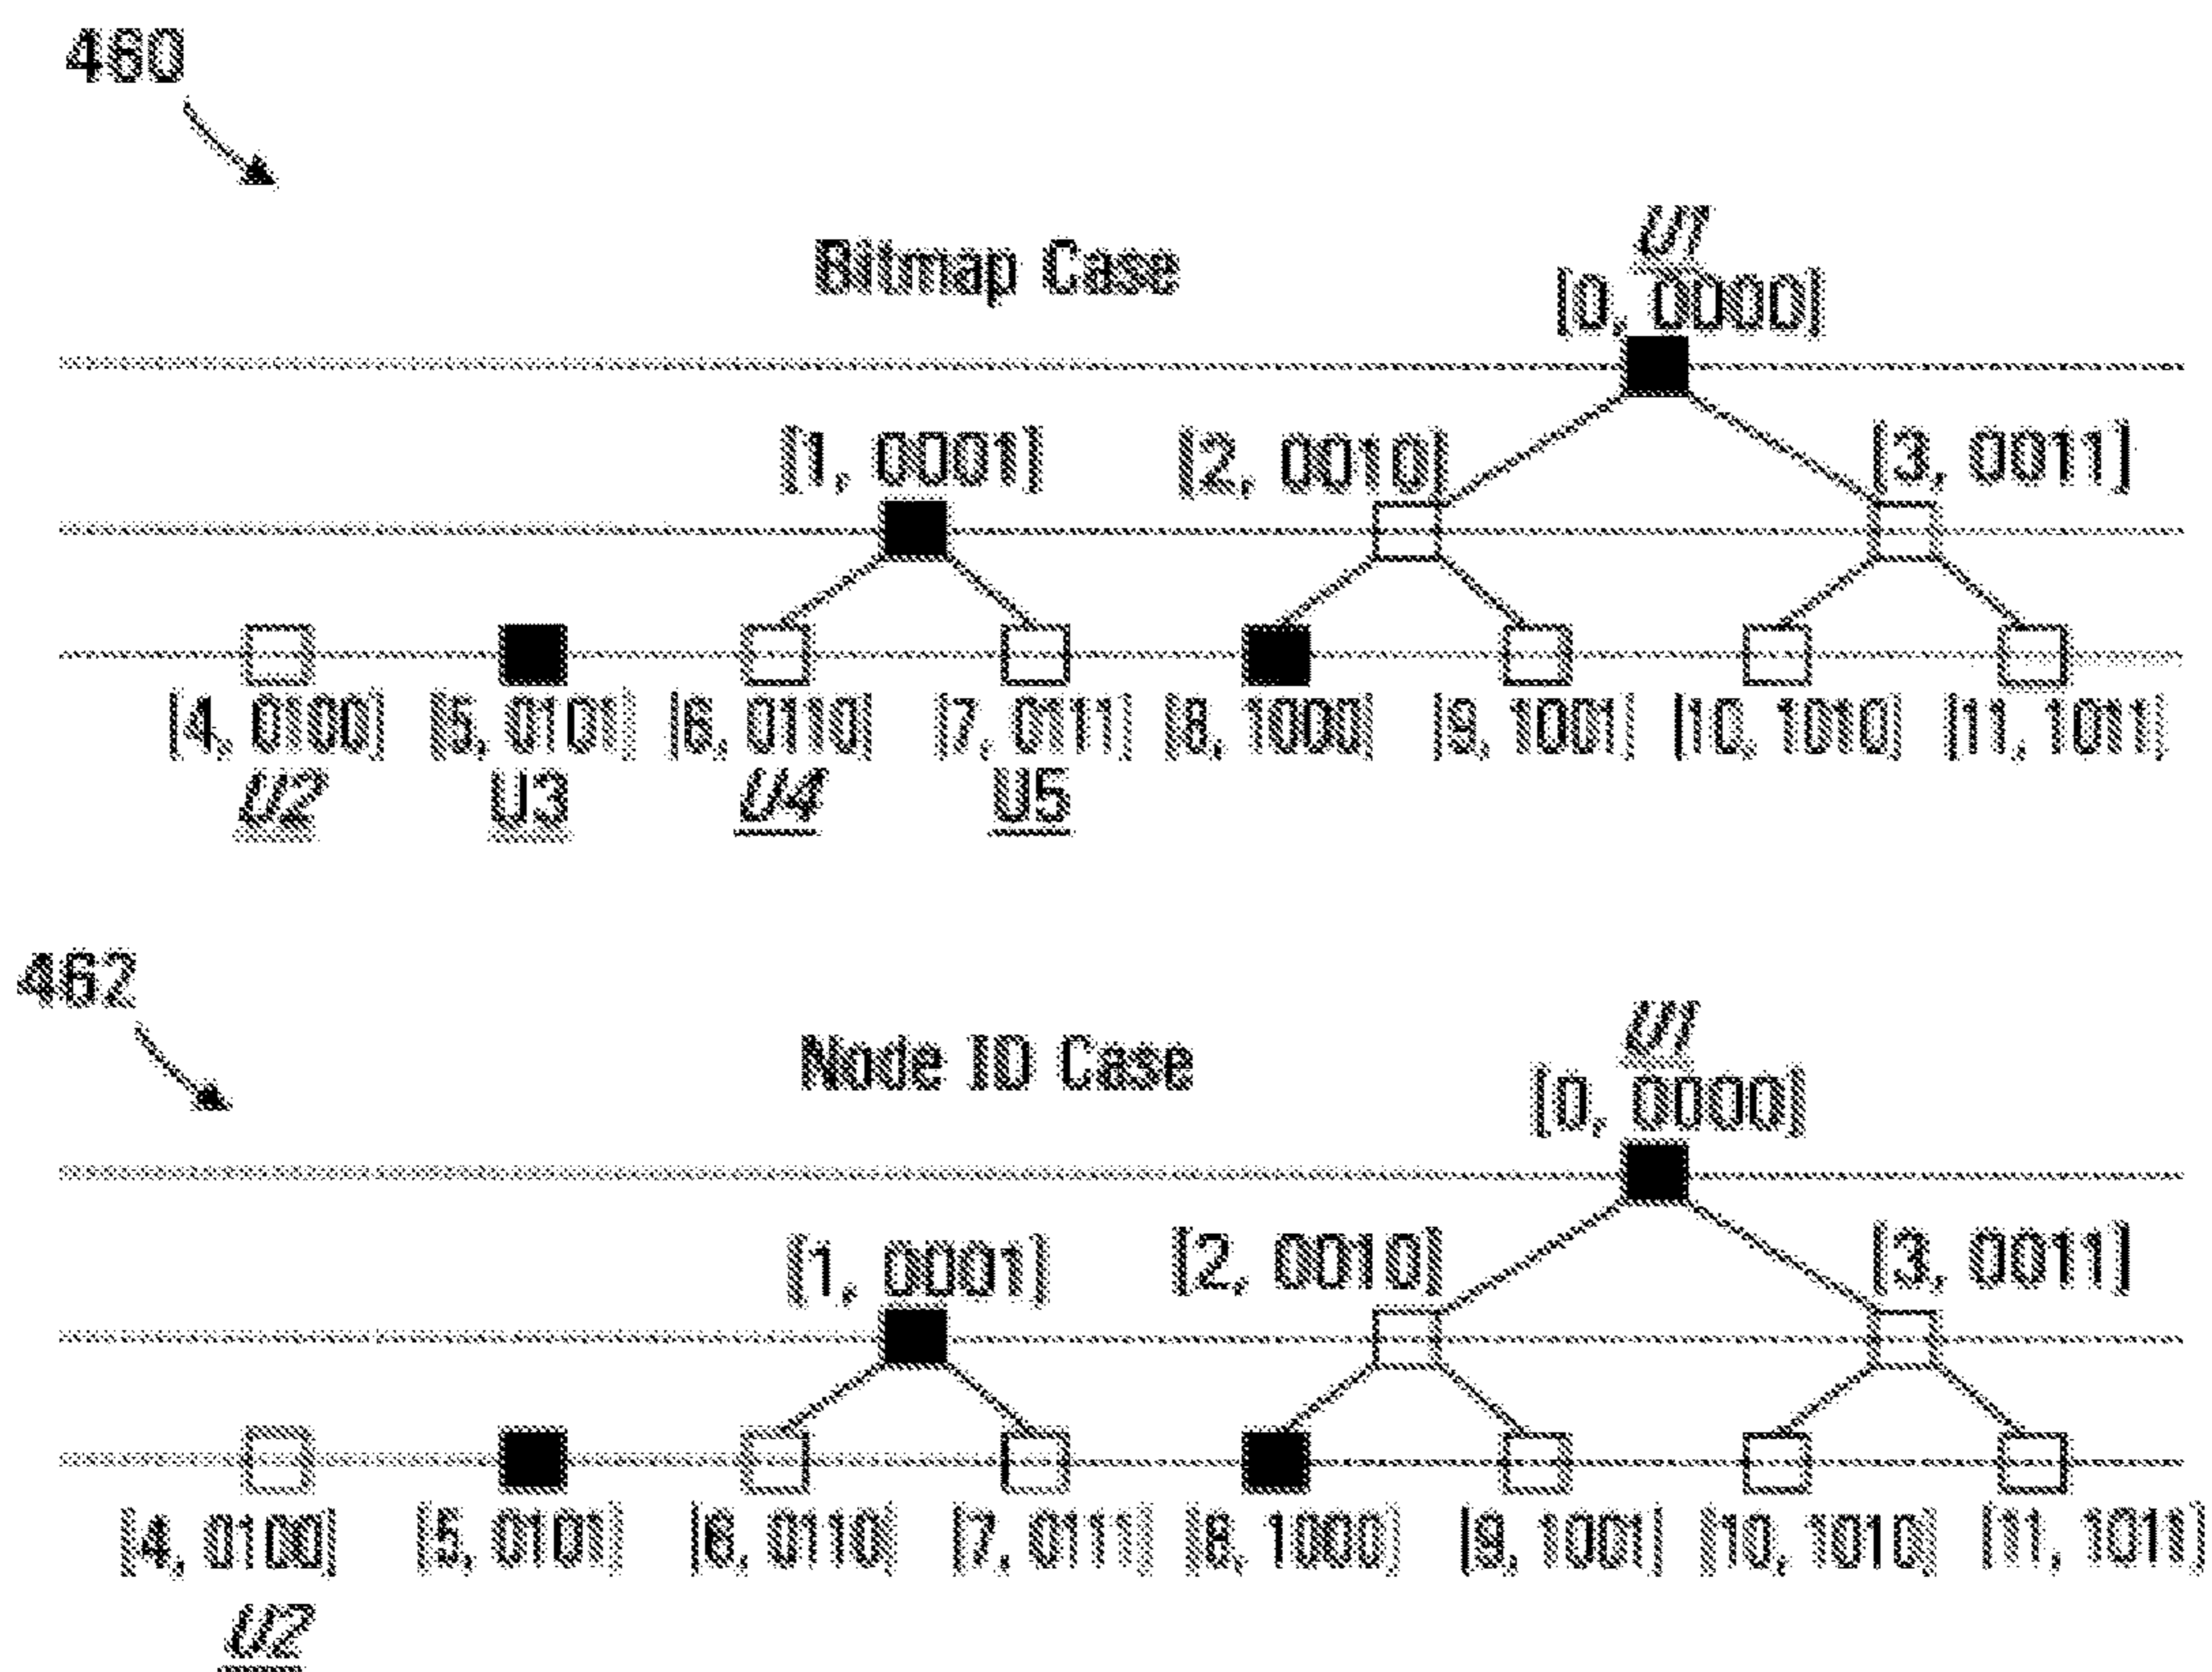 460
Bitmap Case
U1
[0, 0000]
[1, 0001] [2, 0010] [3, 0011]
[4, 0100] [5, 0101] [6, 0110] [7, 0111] [8, 1000] [9, 1001] [10, 1010] [11, 1011]
U2 U3 U4 U5
462
Node ID Case
U1
[0, 0000]
[1, 0001] [2, 0010] [3, 0011]
[4, 0100] [5, 0101] [6, 0110] [7, 0111] [8, 1000] [9, 1001] [10, 1010] [11, 1011]
U2